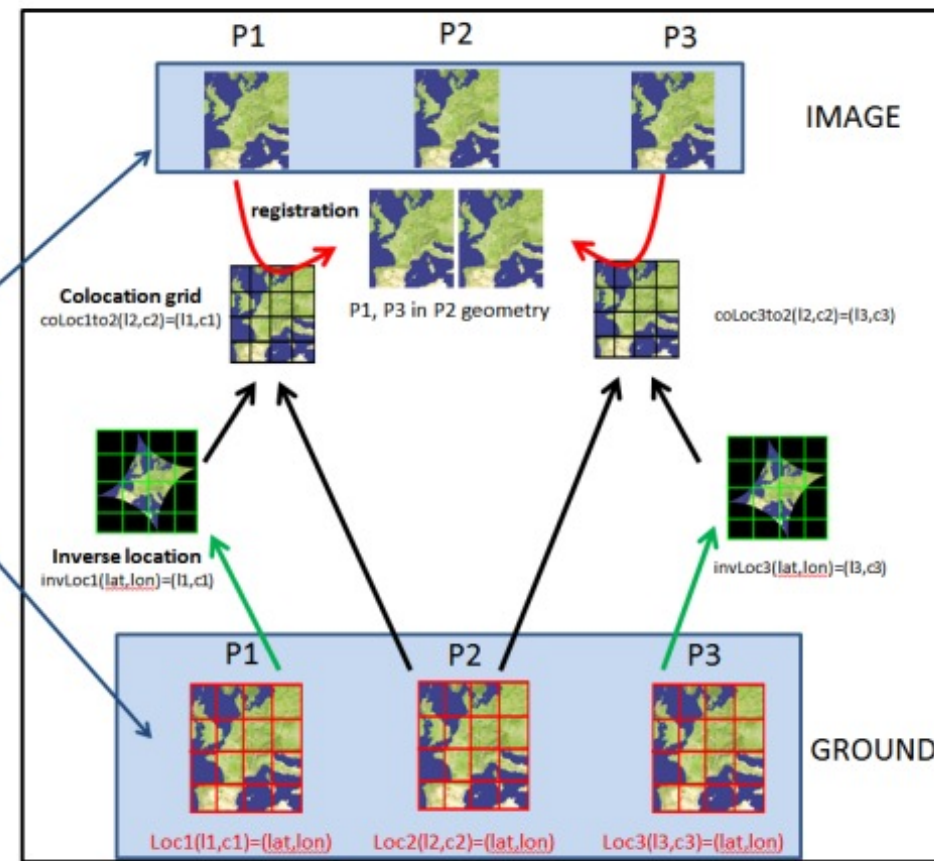 P1 P2 P3
IMAGE
registration
Colocation grid
coLoc1to2(l2,c2)=(l1,c1)
P1, P3 in P2 geometry
coLoc3to2(l2,c2)=(l3,c3)
Inverse location
invLoc1(lat,lon)=(l1,c1)
invLoc3(lat,lon)=(l3,c3)
P1 P2 P3
GROUND
Loc1(l1,c1)=(lat,lon) Loc2(l2,c2)=(lat,lon) Loc3(l3,c3)=(lat,lon)